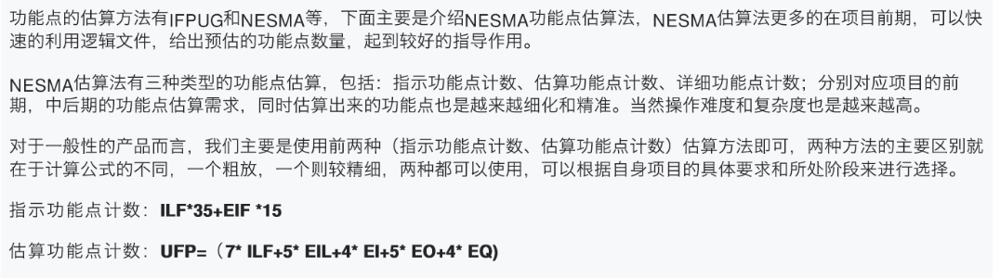 功能点的估算方法有IFPUG和NESMA等，下面主要是介绍NESMA功能点估算法，NESMA估算法更多的在项目前期，可以快
速的利用逻辑文件，给出预估的功能点数量，起到较好的指导作用。
NESMA估算法有三种类型的功能点估算，包括：指示功能点计数、估算功能点计数、详细功能点计数；分别对应项目的前
期，中后期的功能点估算需求，同时估算出来的功能点也是越来越细化和精准。当然操作难度和复杂度也是越来越高。
对于一般性的产品而言，我们主要是使用前两种（指示功能点计数、估算功能点计数）估算方法即可，两种方法的主要区别就
在于计算公式的不同，一个粗放，一个则较精细，两种都可以使用，可以根据自身项目的具体要求和所处阶段来进行选择。
指示功能点计数：ILF*35+EIF *15
估算功能点计数：UFP=（7* ILF+5* EIL+4* EI+5* EO+4* EQ)